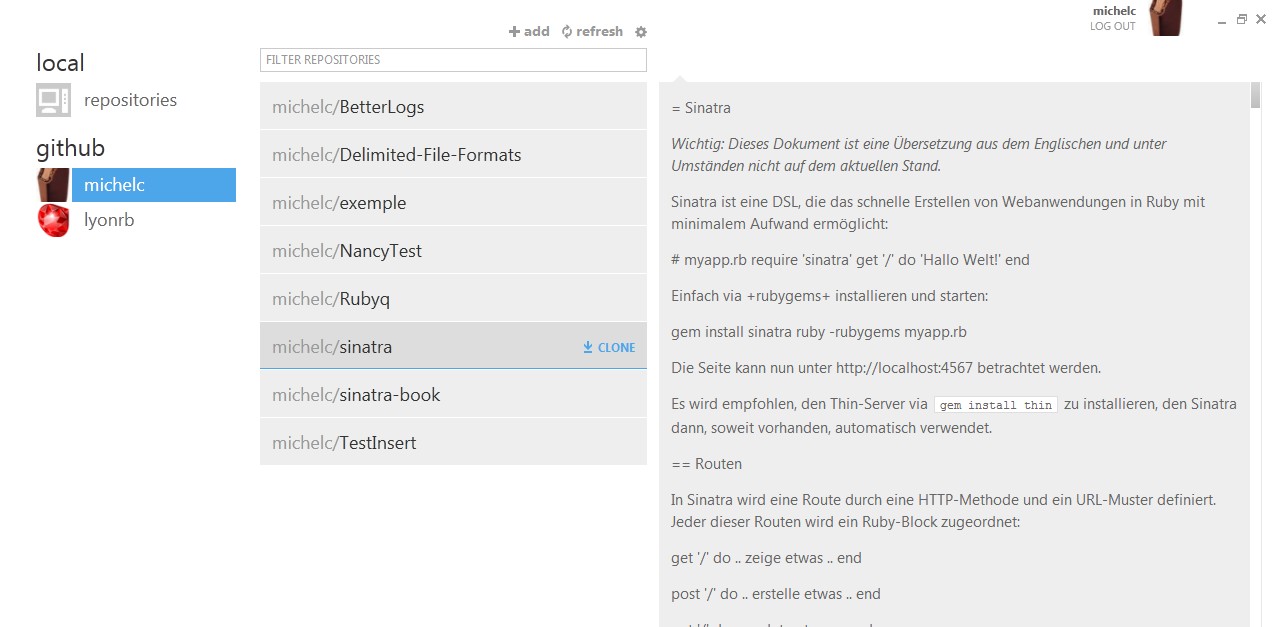 michelc
LOG OUT
add refresh
local
repositories
github
michelc
lyonrb
FILTER REPOSITORIES
michelc/BetterLogs
michelc/Delimited-File-Formats
michelc/exemple
michelc/NancyTest
michelc/Rubyq
michelc/sinatra CLONE
michelc/sinatra-book
michelc/TestInsert
= Sinatra
Wichtig: Dieses Dokument ist eine Übersetzung aus dem Englischen und unter
Umständen nicht auf dem aktuellen Stand.
Sinatra ist eine DSL, die das schnelle Erstellen von Webanwendungen in Ruby mit
minimalem Aufwand ermöglicht:
# myapp.rb require 'sinatra' get '/' do 'Hallo Welt!' end
Einfach via +rubygems+ installieren und starten:
gem install sinatra ruby -rubygems myapp.rb
Die Seite kann nun unter http://localhost:4567 betrachtet werden.
Es wird empfohlen, den Thin-Server via gem install thin zu installieren, den Sinatra
dann, soweit vorhanden, automatisch verwendet.
== Routen
In Sinatra wird eine Route durch eine HTTP-Methode und ein URL-Muster definiert.
Jeder dieser Routen wird ein Ruby-Block zugeordnet:
get '/' do .. zeige etwas .. end
post '/' do .. erstelle etwas .. end